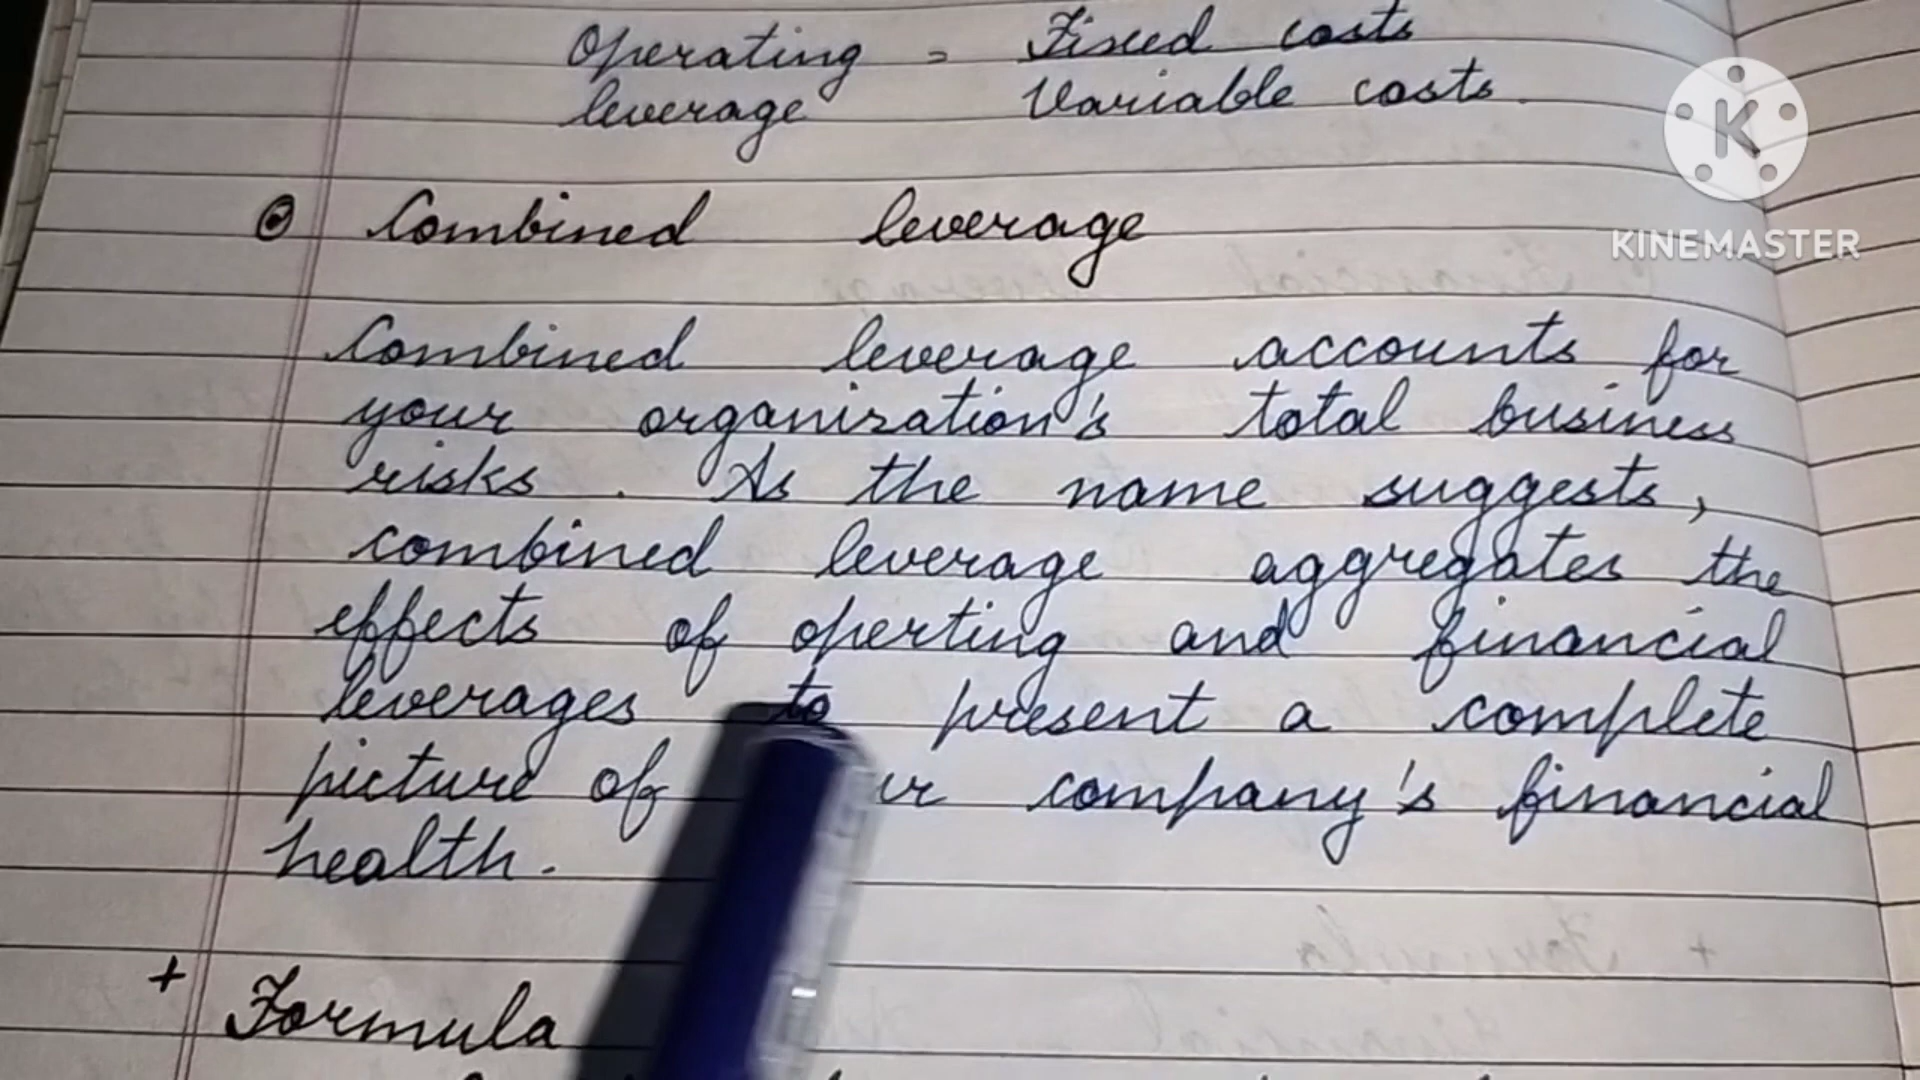 Operating = Fixed costs
leverage Variable costs
Combined leverage
Combined leverage accounts for
your organization's total business
risks. As the name suggests,
combined leverage aggregates the
effects of operting and financial
leverages to present a complete
picture of company's financial
health.
+ Formula
K
KINEMASTER